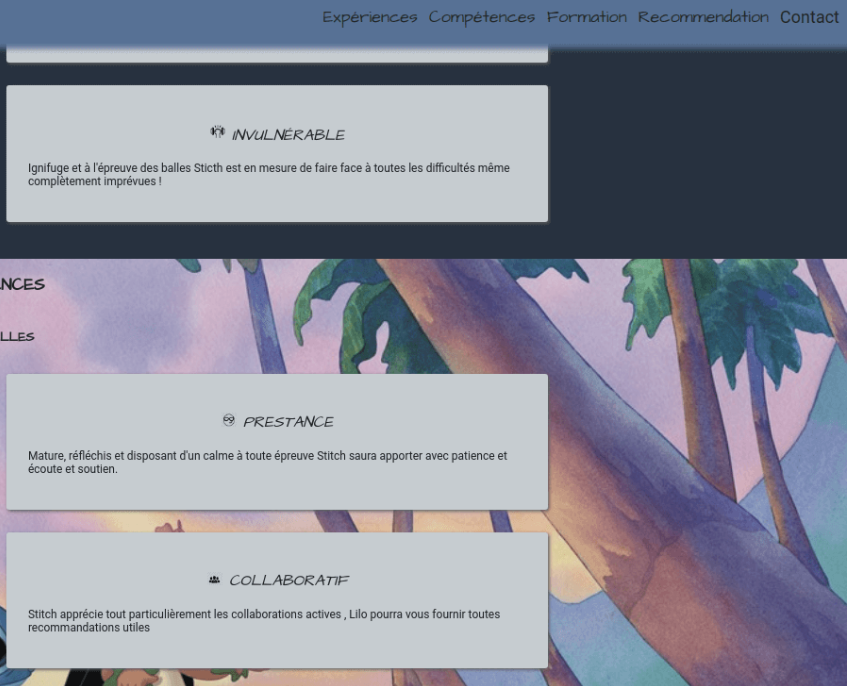 Expériences Compétences Formation Recommendation Contact
INVULNÉRABLE
Ignifuge et à l'épreuve des balles Sticth est en mesure de faire face à toutes les difficultés même
complètement imprévues !
NCES
LLES
PRESTANCE
Mature, réfléchis et disposant d'un calme à toute épreuve Stitch saura apporter avec patience et
écoute et soutien.
COLLABORATIF
Stitch apprécie tout particulièrement les collaborations actives , Lilo pourra vous fournir toutes
recommandations utiles